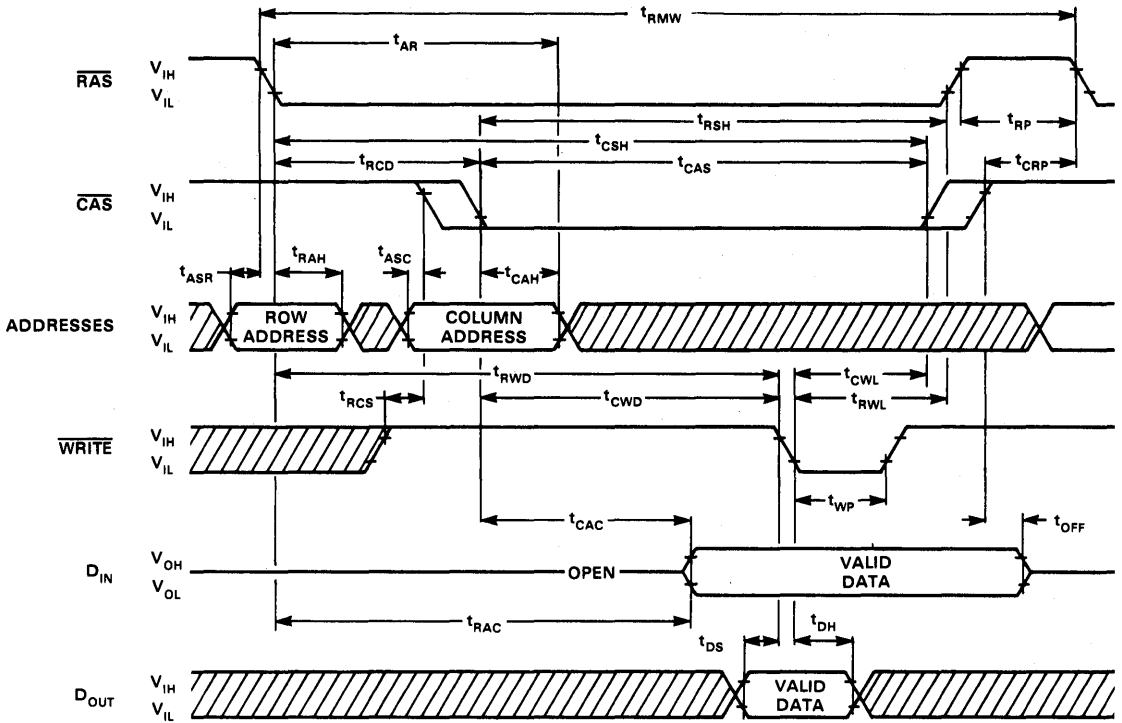 tRMW
tAR
RAS
VIH
VIL
tRSH
tRP
tCSH
tRCD
tCAS
tCRP
CAS
VIH
VIL
tASR
tRAH
tASC
tCAH
ADDRESSES
VIH
VIL
ROW
ADDRESS
COLUMN
ADDRESS
tRWD
tCWL
tRCS
tCWD
tRWL
WRITE
VIH
VIL
tWP
tCAC
tOFF
DIN
VOH
VOL
OPEN
VALID
DATA
tRAC
tDS
tDH
DOUT
VIH
VIL
VALID
DATA